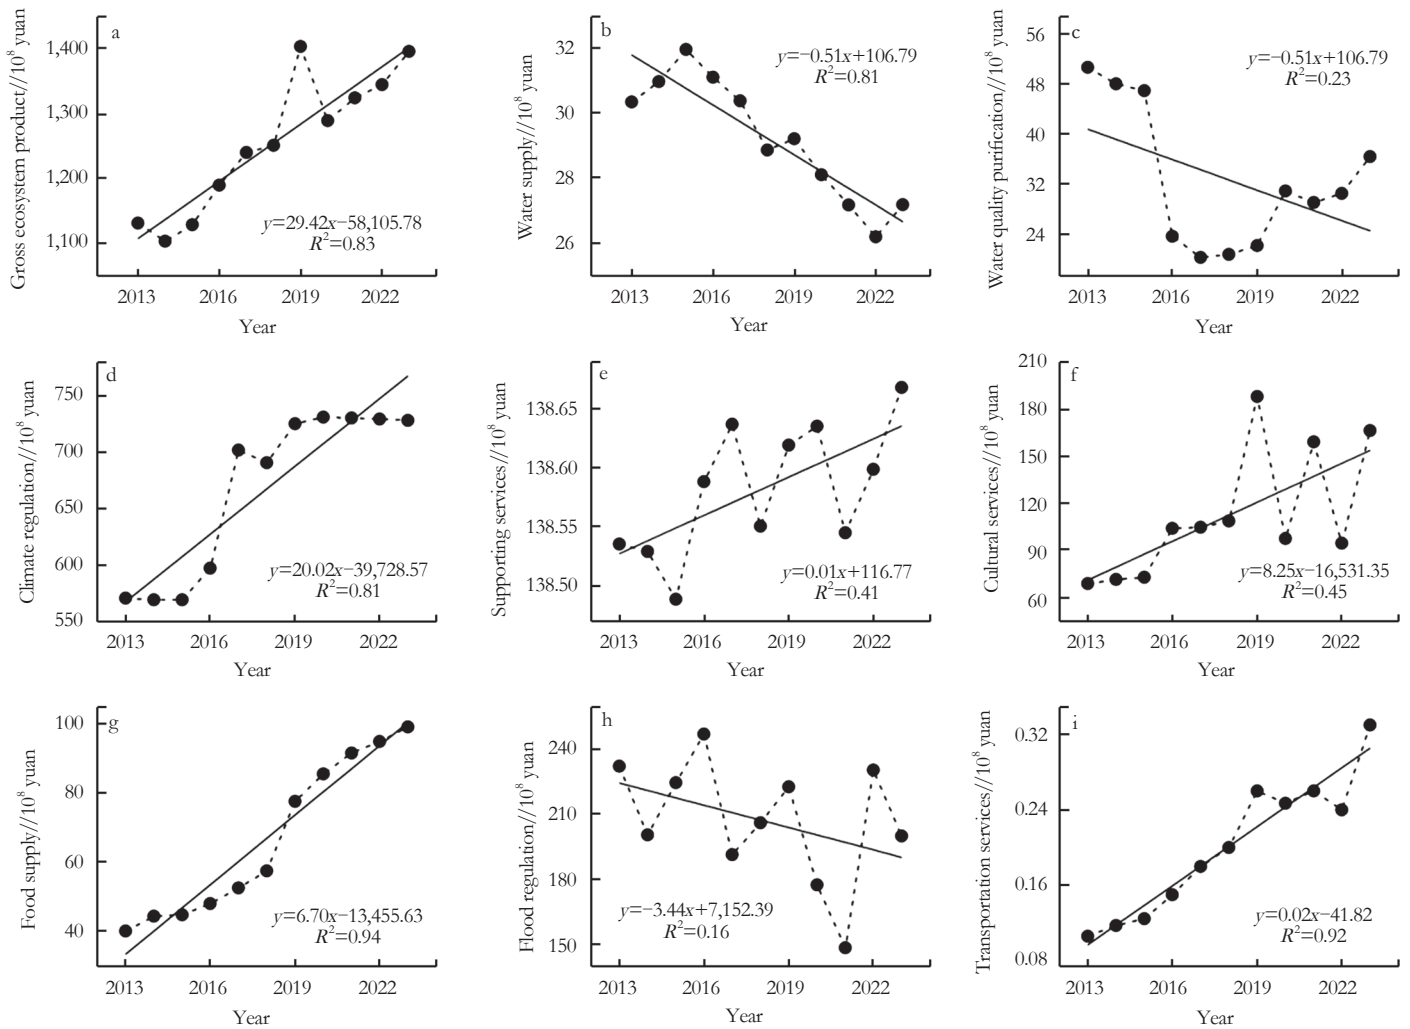 a
Gross ecosystem product//10⁸ yuan
1,400
1,300
1,200
1,100
y=29.42x−58,105.78
R²=0.83
2013 2016 2019 2022
Year
b
Water supply//10⁸ yuan
32
30
28
26
y=−0.51x+106.79
R²=0.81
2013 2016 2019 2022
Year
c
Water quality purification//10⁸ yuan
56
48
40
32
24
y=−0.51x+106.79
R²=0.23
2013 2016 2019 2022
Year
d
Climate regulation//10⁸ yuan
750
700
650
600
550
y=20.02x−39,728.57
R²=0.81
2013 2016 2019 2022
Year
e
Supporting services//10⁸ yuan
138.65
138.60
138.55
138.50
y=0.01x+116.77
R²=0.41
2013 2016 2019 2022
Year
f
Cultural services//10⁸ yuan
210
180
150
120
90
60
y=8.25x−16,531.35
R²=0.45
2013 2016 2019 2022
Year
g
Food supply//10⁸ yuan
100
80
60
40
y=6.70x−13,455.63
R²=0.94
2013 2016 2019 2022
Year
h
Flood regulation//10⁸ yuan
240
210
180
150
y=−3.44x+7,152.39
R²=0.16
2013 2016 2019 2022
Year
i
Transportation services//10⁸ yuan
0.32
0.24
0.16
0.08
y=0.02x−41.82
R²=0.92
2013 2016 2019 2022
Year